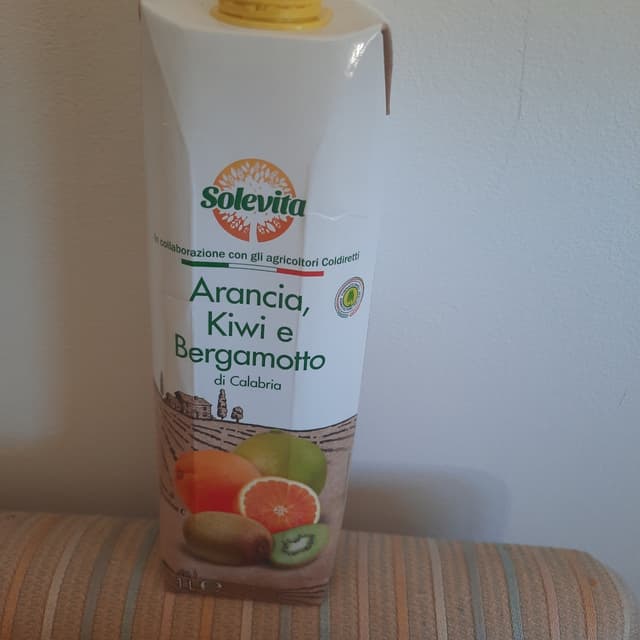 Solevita
In collaborazione con gli agricoltori Coldiretti
Arancia,
Kiwi e
Bergamotto
di Calabria
1L e